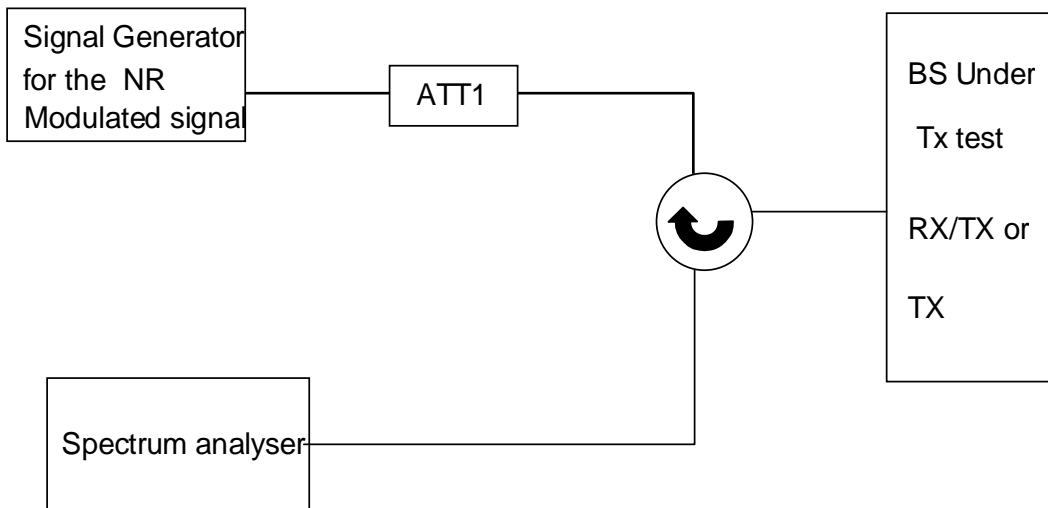 Signal Generator
for the NR
Modulated signal
ATT1
BS Under
Tx test
RX/TX or
TX
Spectrum analyser